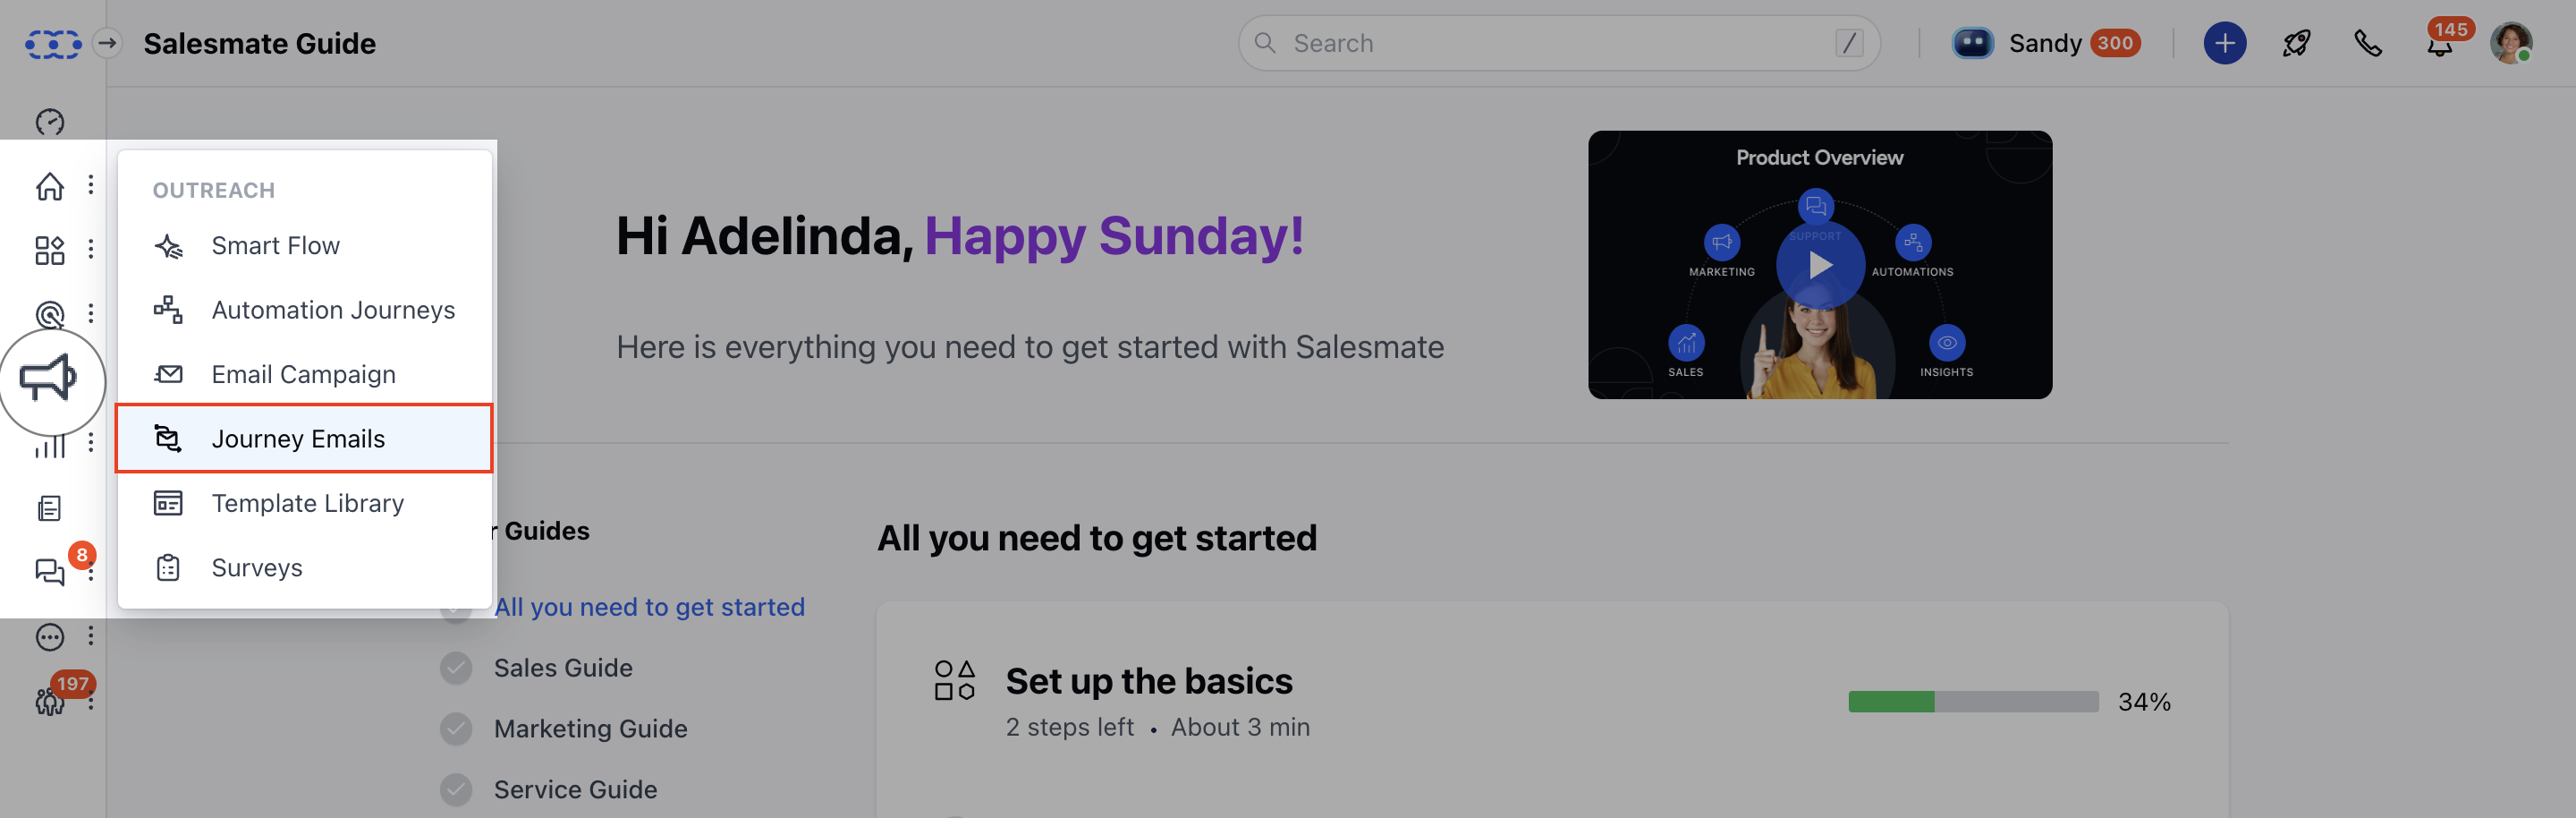 Salesmate Guide
Search
/
Sandy 300
145
OUTREACH
Smart Flow
Automation Journeys
Email Campaign
Journey Emails
Template Library
Surveys
8
197
Hi Adelinda, Happy Sunday!
Here is everything you need to get started with Salesmate
Product Overview
SUPPORT
MARKETING
AUTOMATIONS
SALES
INSIGHTS
r Guides
All you need to get started
Sales Guide
Marketing Guide
Service Guide
All you need to get started
Set up the basics
2 steps left • About 3 min
34%